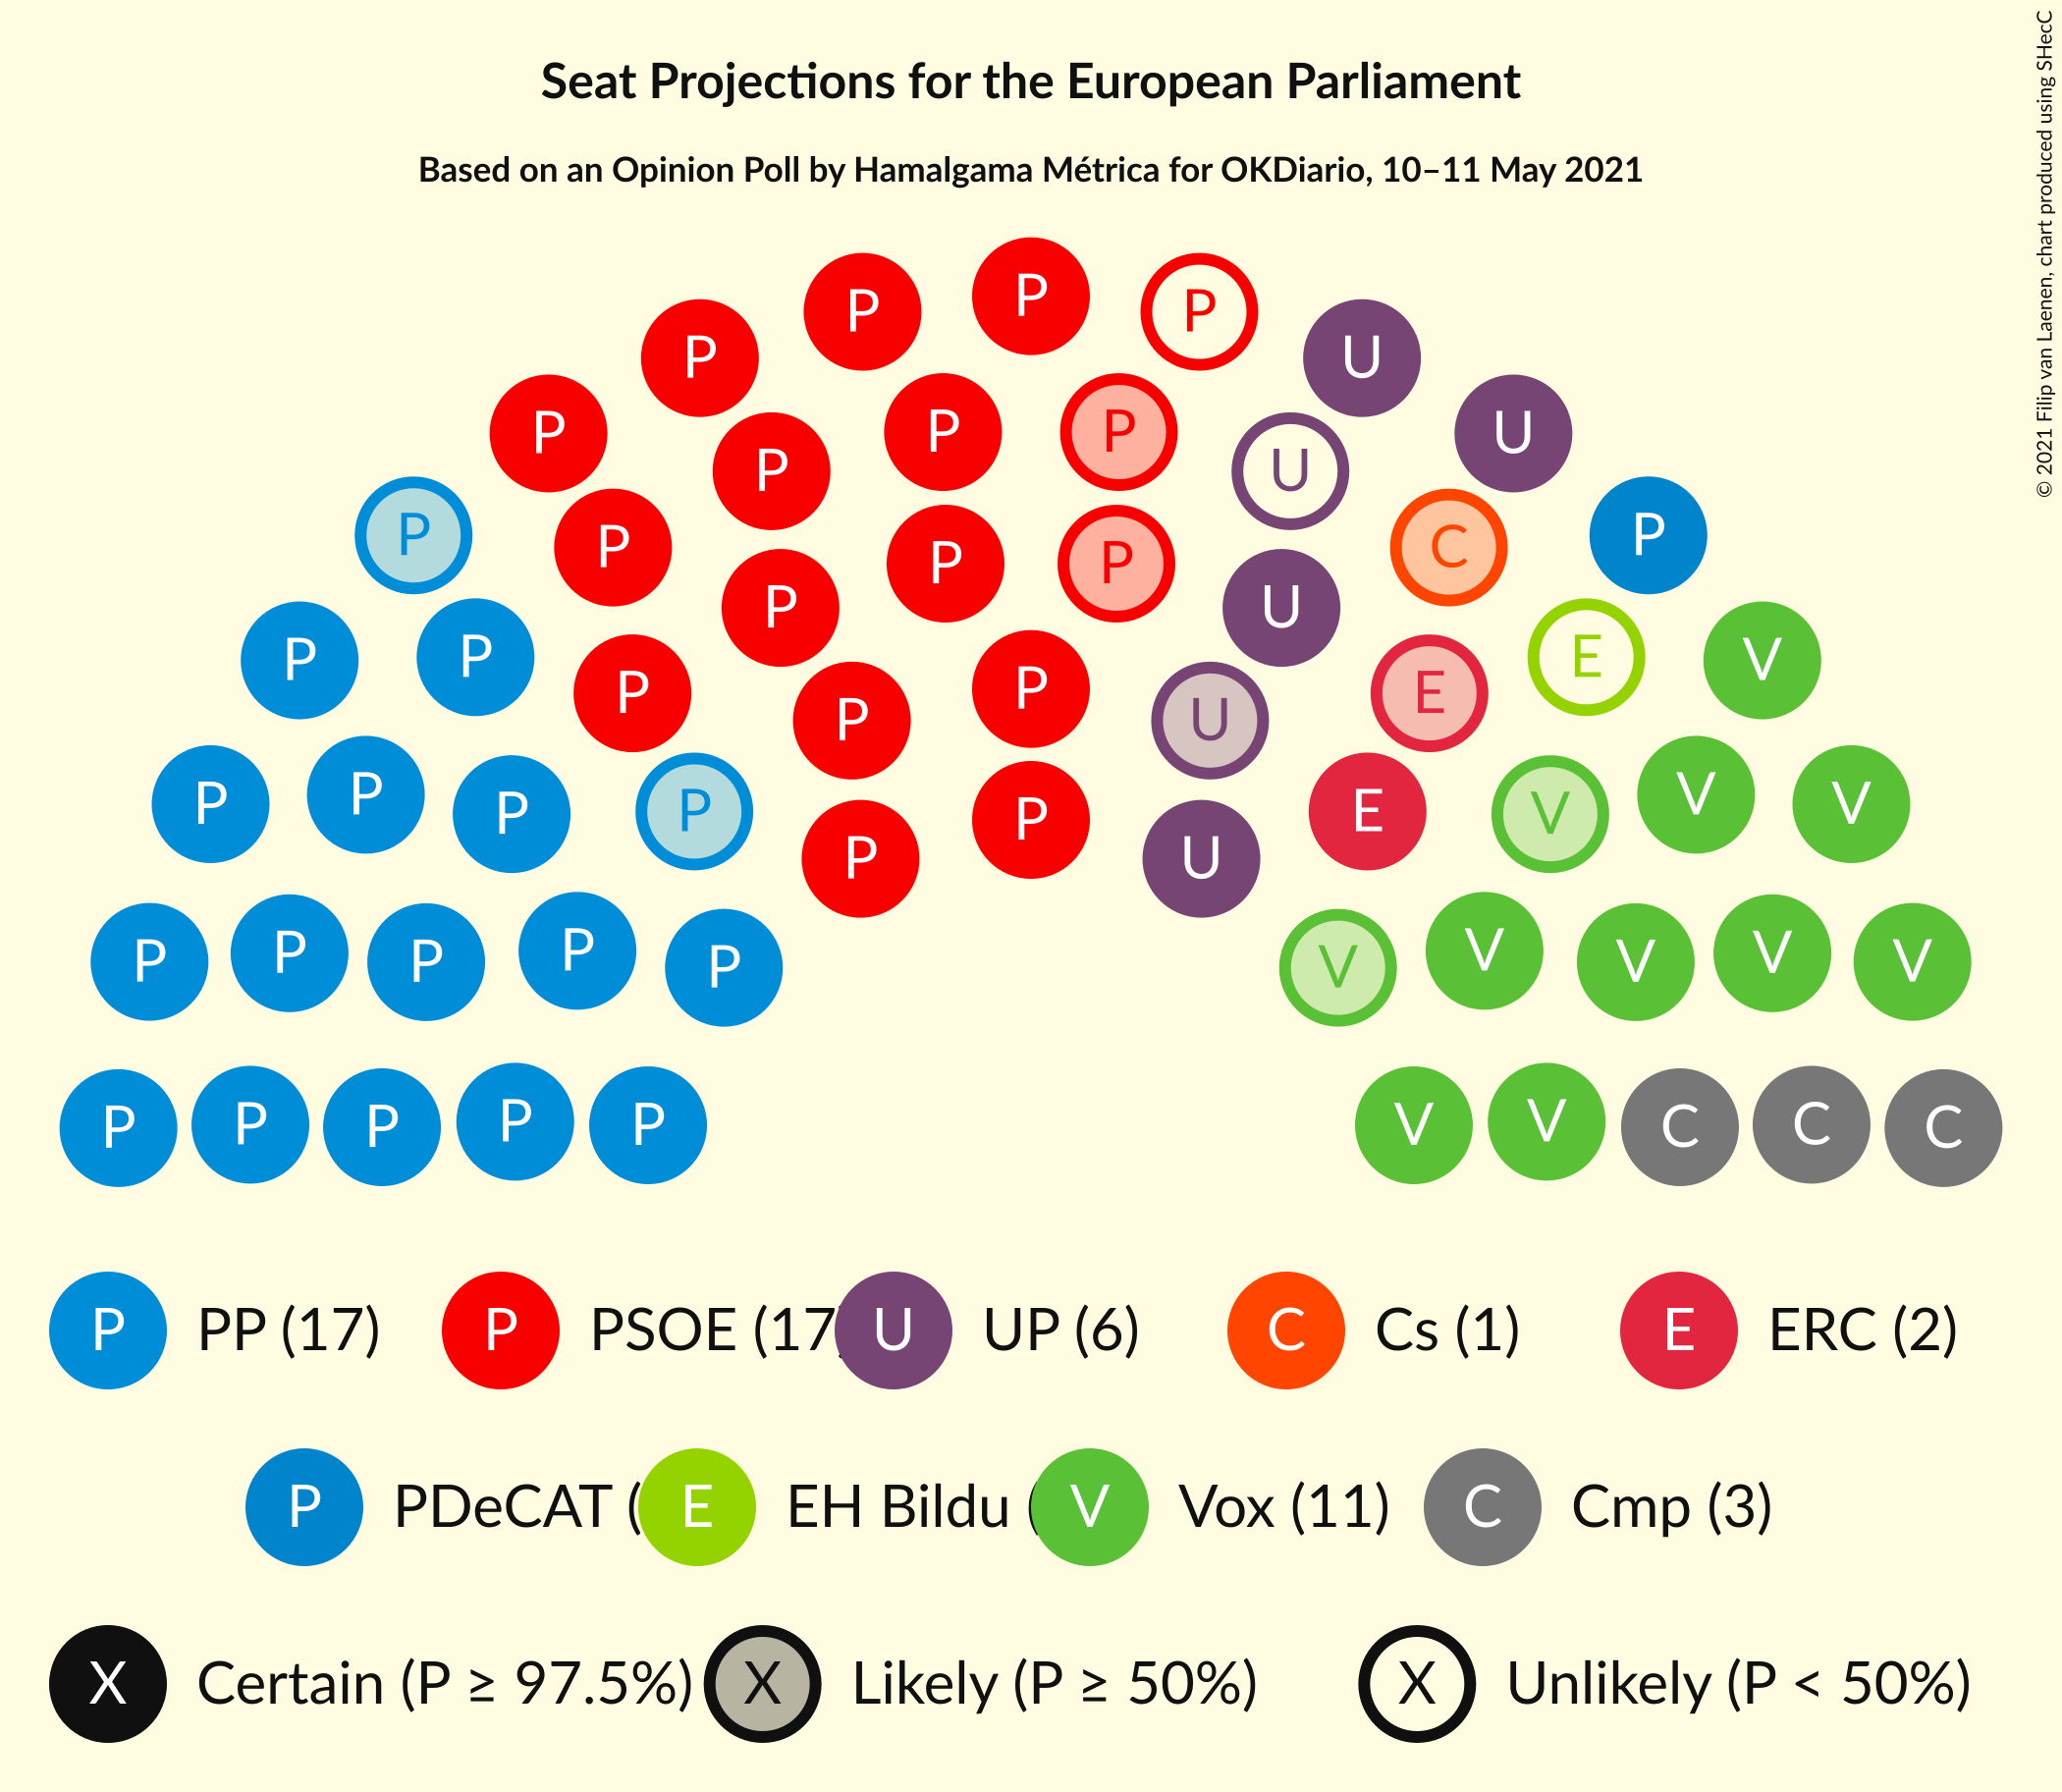 Seat Projections for the European Parliament
Based on an Opinion Poll by Hamalgama Métrica for OKDiario, 10–11 May 2021
© 2021 Filip van Laenen, chart produced using SHecC
P P P P
P U
P P P U
P U
P P C P
P P P
P U
P P E V
P E
P P U
P P V V
P P V
P E
P P
P U
P P V V
P P V V
P V
P P V V
P P P P P V V C C C
P PP (17) P PSOE (17 U UP (6) C Cs (1) E ERC (2)
P PDeCAT ( E EH Bildu ( V Vox (11) C Cmp (3)
X Certain (P ≥ 97.5%) X Likely (P ≥ 50%) X Unlikely (P < 50%)